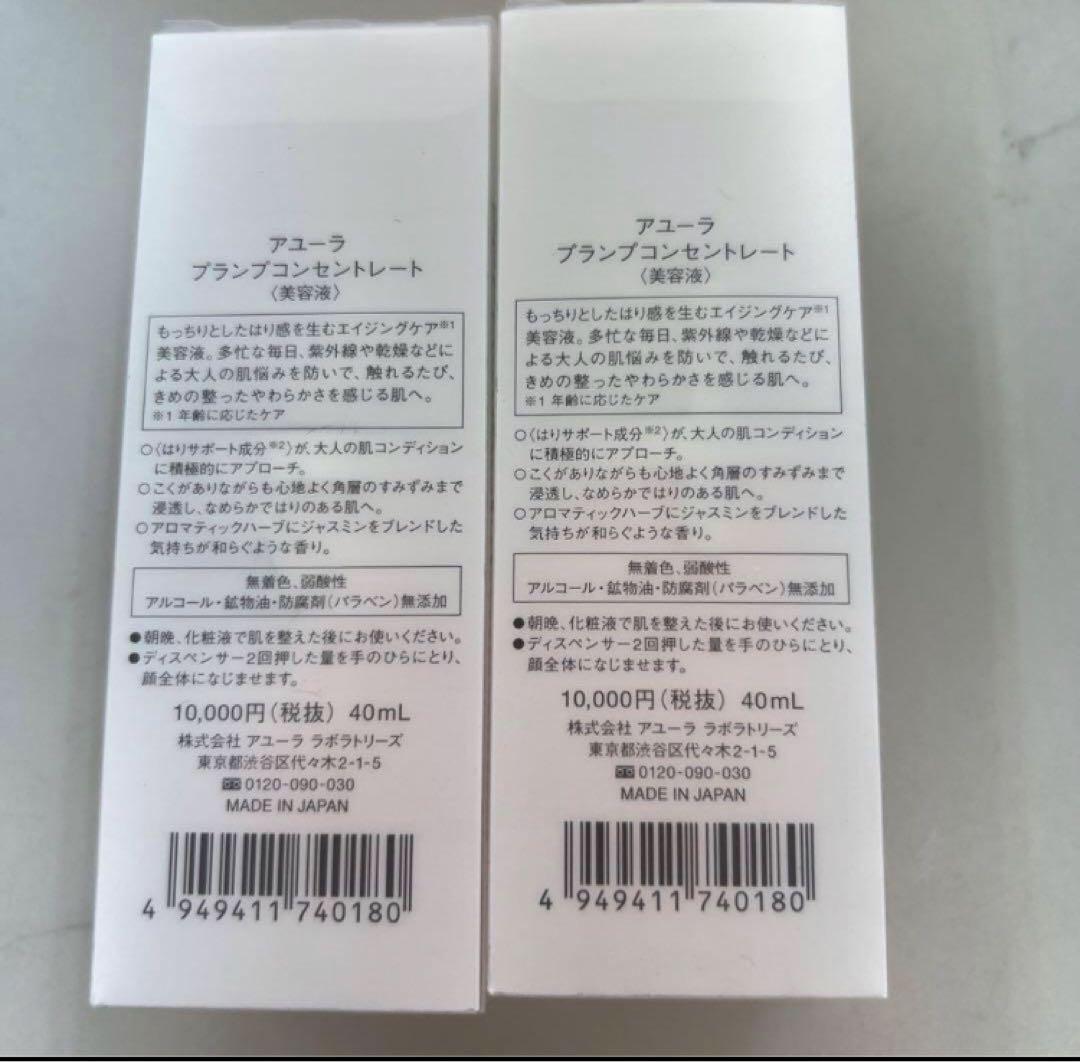 アユーラ
プランプコンセントレート
〈美容液〉
もっちりとしたはり感を生むエイジングケア※1
美容液。多忙な毎日、紫外線や乾燥などに
よる大人の肌悩みを防いで、触れるたび、
きめの整ったやわらかさを感じる肌へ。
※1 年齢に応じたケア
○〈はりサポート成分※2〉が、大人の肌コンディション
に積極的にアプローチ。
○こくがありながらも心地よく角層のすみずみまで
浸透し、なめらかではりのある肌へ。
○アロマティックハーブにジャスミンをブレンドした
気持ちが和らぐような香り。
無着色、弱酸性
アルコール・鉱物油・防腐剤(パラベン)無添加
●朝晩、化粧液で肌を整えた後にお使いください。
●ディスペンサー2回押した量を手のひらにとり、
顔全体になじませます。
10,000円(税抜) 40mL
株式会社 アユーラ ラボラトリーズ
東京都渋谷区代々木2-1-5
0120-090-030
MADE IN JAPAN
4 949411 740180
アユーラ
プランプコンセントレート
〈美容液〉
もっちりとしたはり感を生むエイジングケア※1
美容液。多忙な毎日、紫外線や乾燥などに
よる大人の肌悩みを防いで、触れるたび、
きめの整ったやわらかさを感じる肌へ。
※1 年齢に応じたケア
○〈はりサポート成分※2〉が、大人の肌コンディション
に積極的にアプローチ。
○こくがありながらも心地よく角層のすみずみまで
浸透し、なめらかではりのある肌へ。
○アロマティックハーブにジャスミンをブレンドした
気持ちが和らぐような香り。
無着色、弱酸性
アルコール・鉱物油・防腐剤(パラベン)無添加
●朝晩、化粧液で肌を整えた後にお使いください。
●ディスペンサー2回押した量を手のひらにとり、
顔全体になじませます。
10,000円(税抜) 40mL
株式会社 アユーラ ラボラトリーズ
東京都渋谷区代々木2-1-5
0120-090-030
MADE IN JAPAN
4 949411 740180